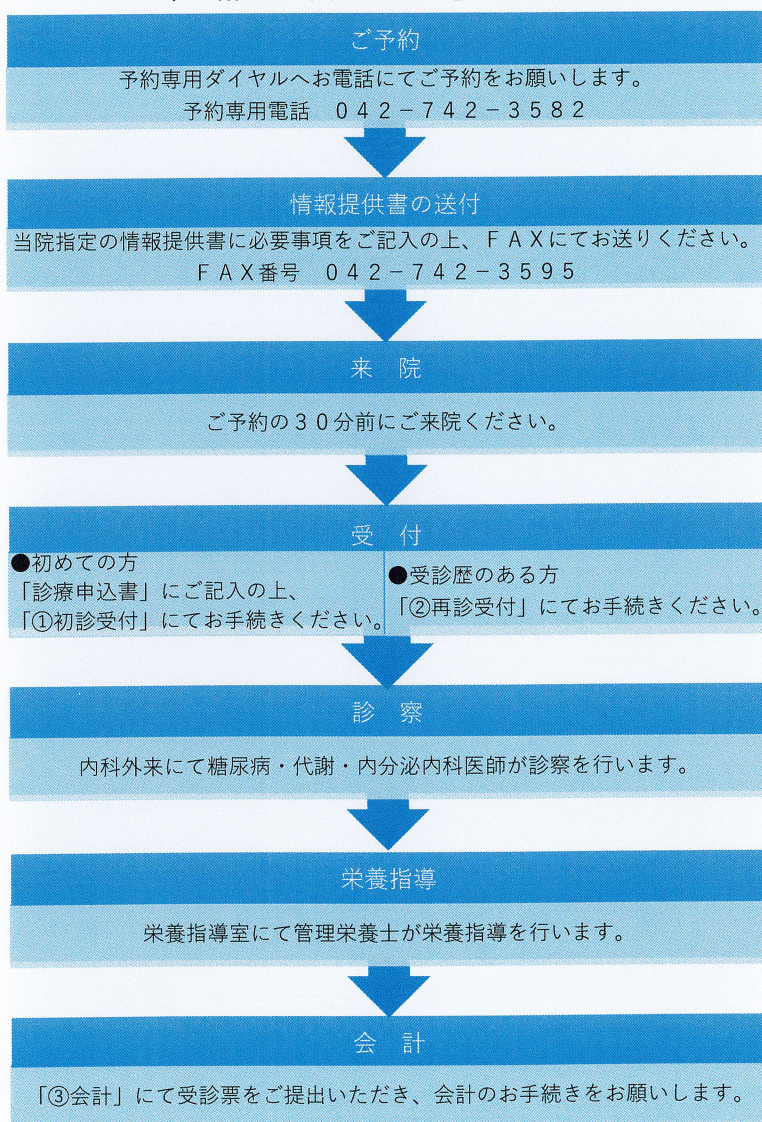 ご予約
予約専用ダイヤルへお電話にてご予約をお願いします。
予約専用電話　０４２－７４２－３５８２
情報提供書の送付
当院指定の情報提供書に必要事項をご記入の上、ＦＡＸにてお送りください。
ＦＡＸ番号　０４２－７４２－３５９５
来　院
ご予約の３０分前にご来院ください。
受　付
●初めての方
「診療申込書」にご記入の上、
「①初診受付」にてお手続きください。
●受診歴のある方
「②再診受付」にてお手続きください。
診　察
内科外来にて糖尿病・代謝・内分泌内科医師が診察を行います。
栄養指導
栄養指導室にて管理栄養士が栄養指導を行います。
会　計
「③会計」にて受診票をご提出いただき、会計のお手続きをお願いします。